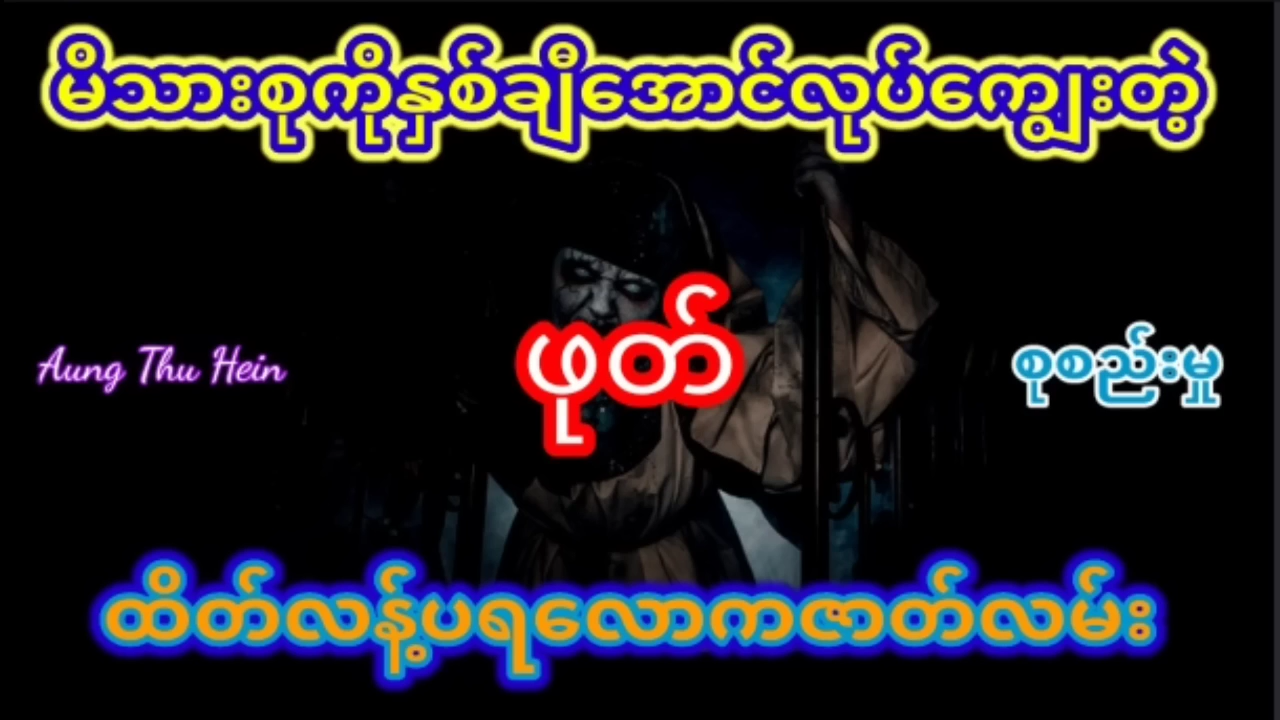 မိသားစုကိုနှစ်ချီအောင်လုပ်ကျွေးတဲ့
Aung Thu Hein
ဖုတ်
စုစည်းမှု
ထိတ်လန့်ပရလောကဇာတ်လမ်း